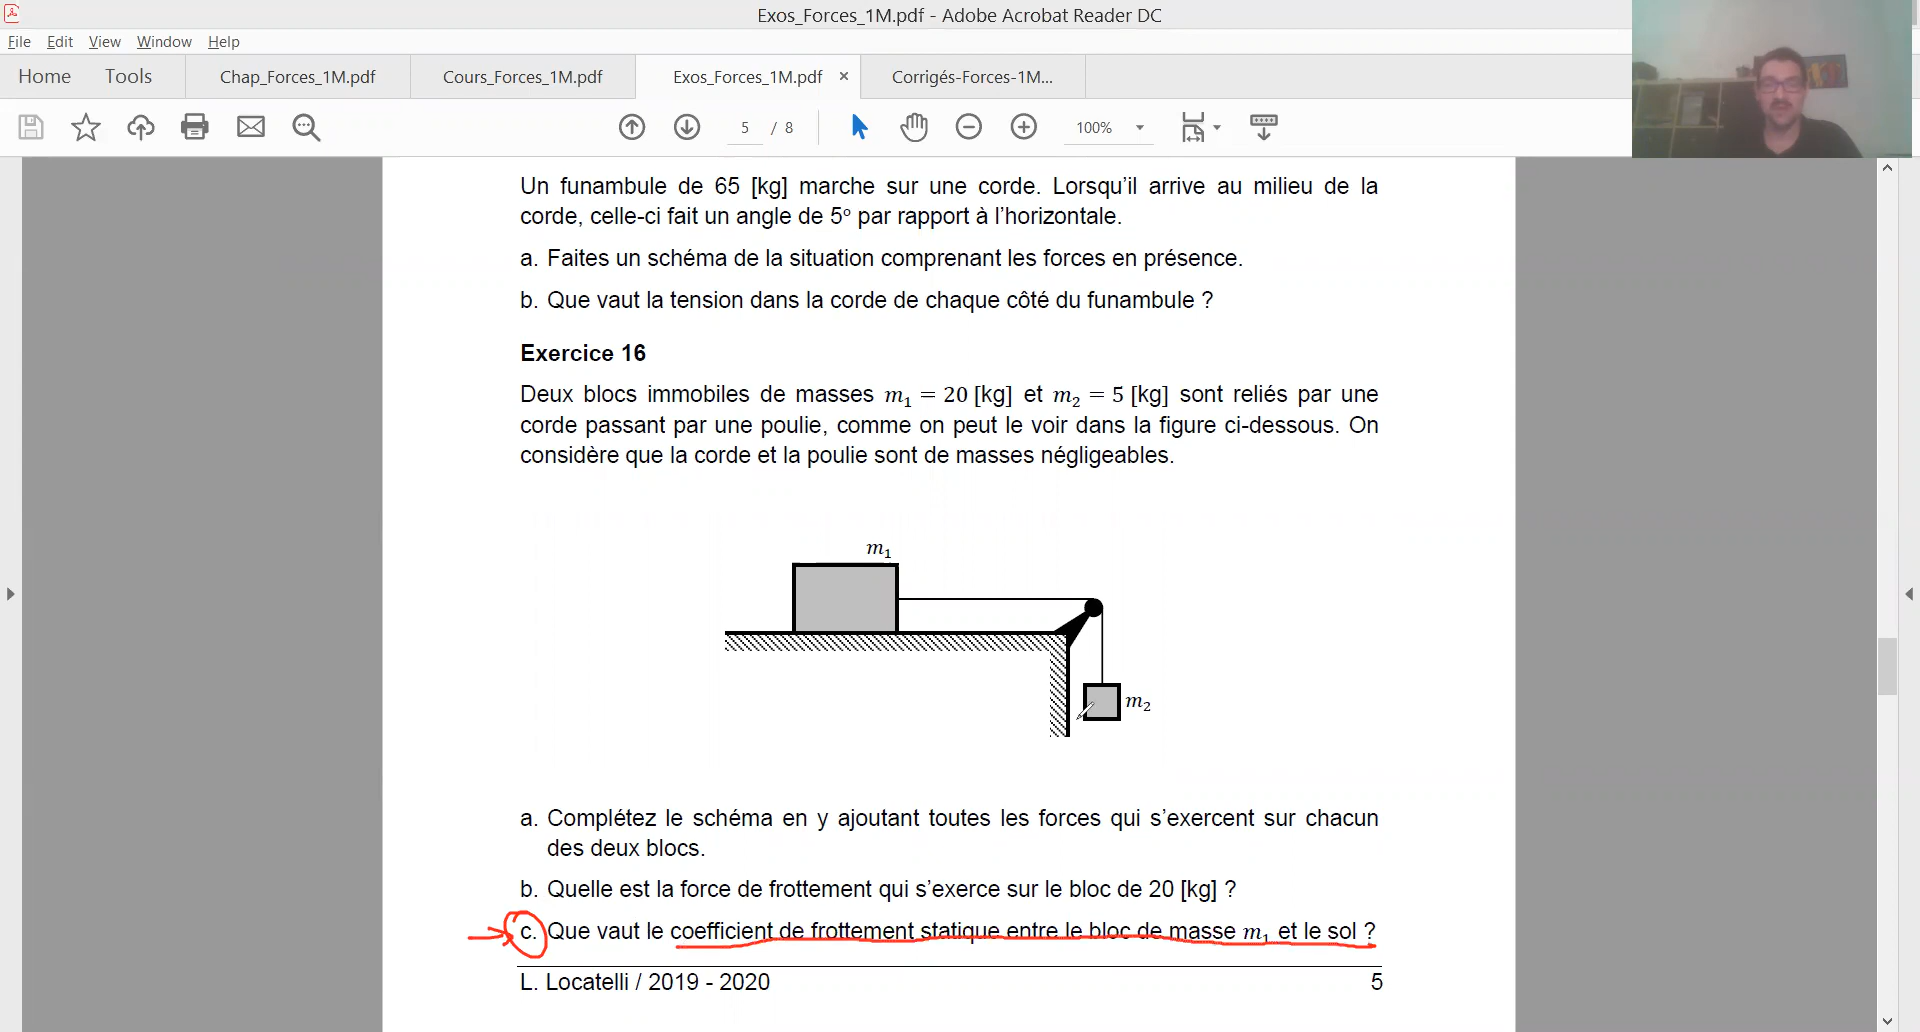 Exos_Forces_1M.pdf - Adobe Acrobat Reader DC
File Edit View Window Help
Home Tools Chap_Forces_1M.pdf Cours_Forces_1M.pdf Exos_Forces_1M.pdf × Corrigés-Forces-1M...
5 / 8 100%
Un funambule de 65 [kg] marche sur une corde. Lorsqu’il arrive au milieu de la
corde, celle-ci fait un angle de 5º par rapport à l’horizontale.
a. Faites un schéma de la situation comprenant les forces en présence.
b. Que vaut la tension dans la corde de chaque côté du funambule ?
Exercice 16
Deux blocs immobiles de masses m₁ = 20 [kg] et m₂ = 5 [kg] sont reliés par une
corde passant par une poulie, comme on peut le voir dans la figure ci-dessous. On
considère que la corde et la poulie sont de masses négligeables.
m₁
m₂
a. Complétez le schéma en y ajoutant toutes les forces qui s’exercent sur chacun
des deux blocs.
b. Quelle est la force de frottement qui s’exerce sur le bloc de 20 [kg] ?
c. Que vaut le coefficient de frottement statique entre le bloc de masse m₁ et le sol ?
L. Locatelli / 2019 - 2020 5